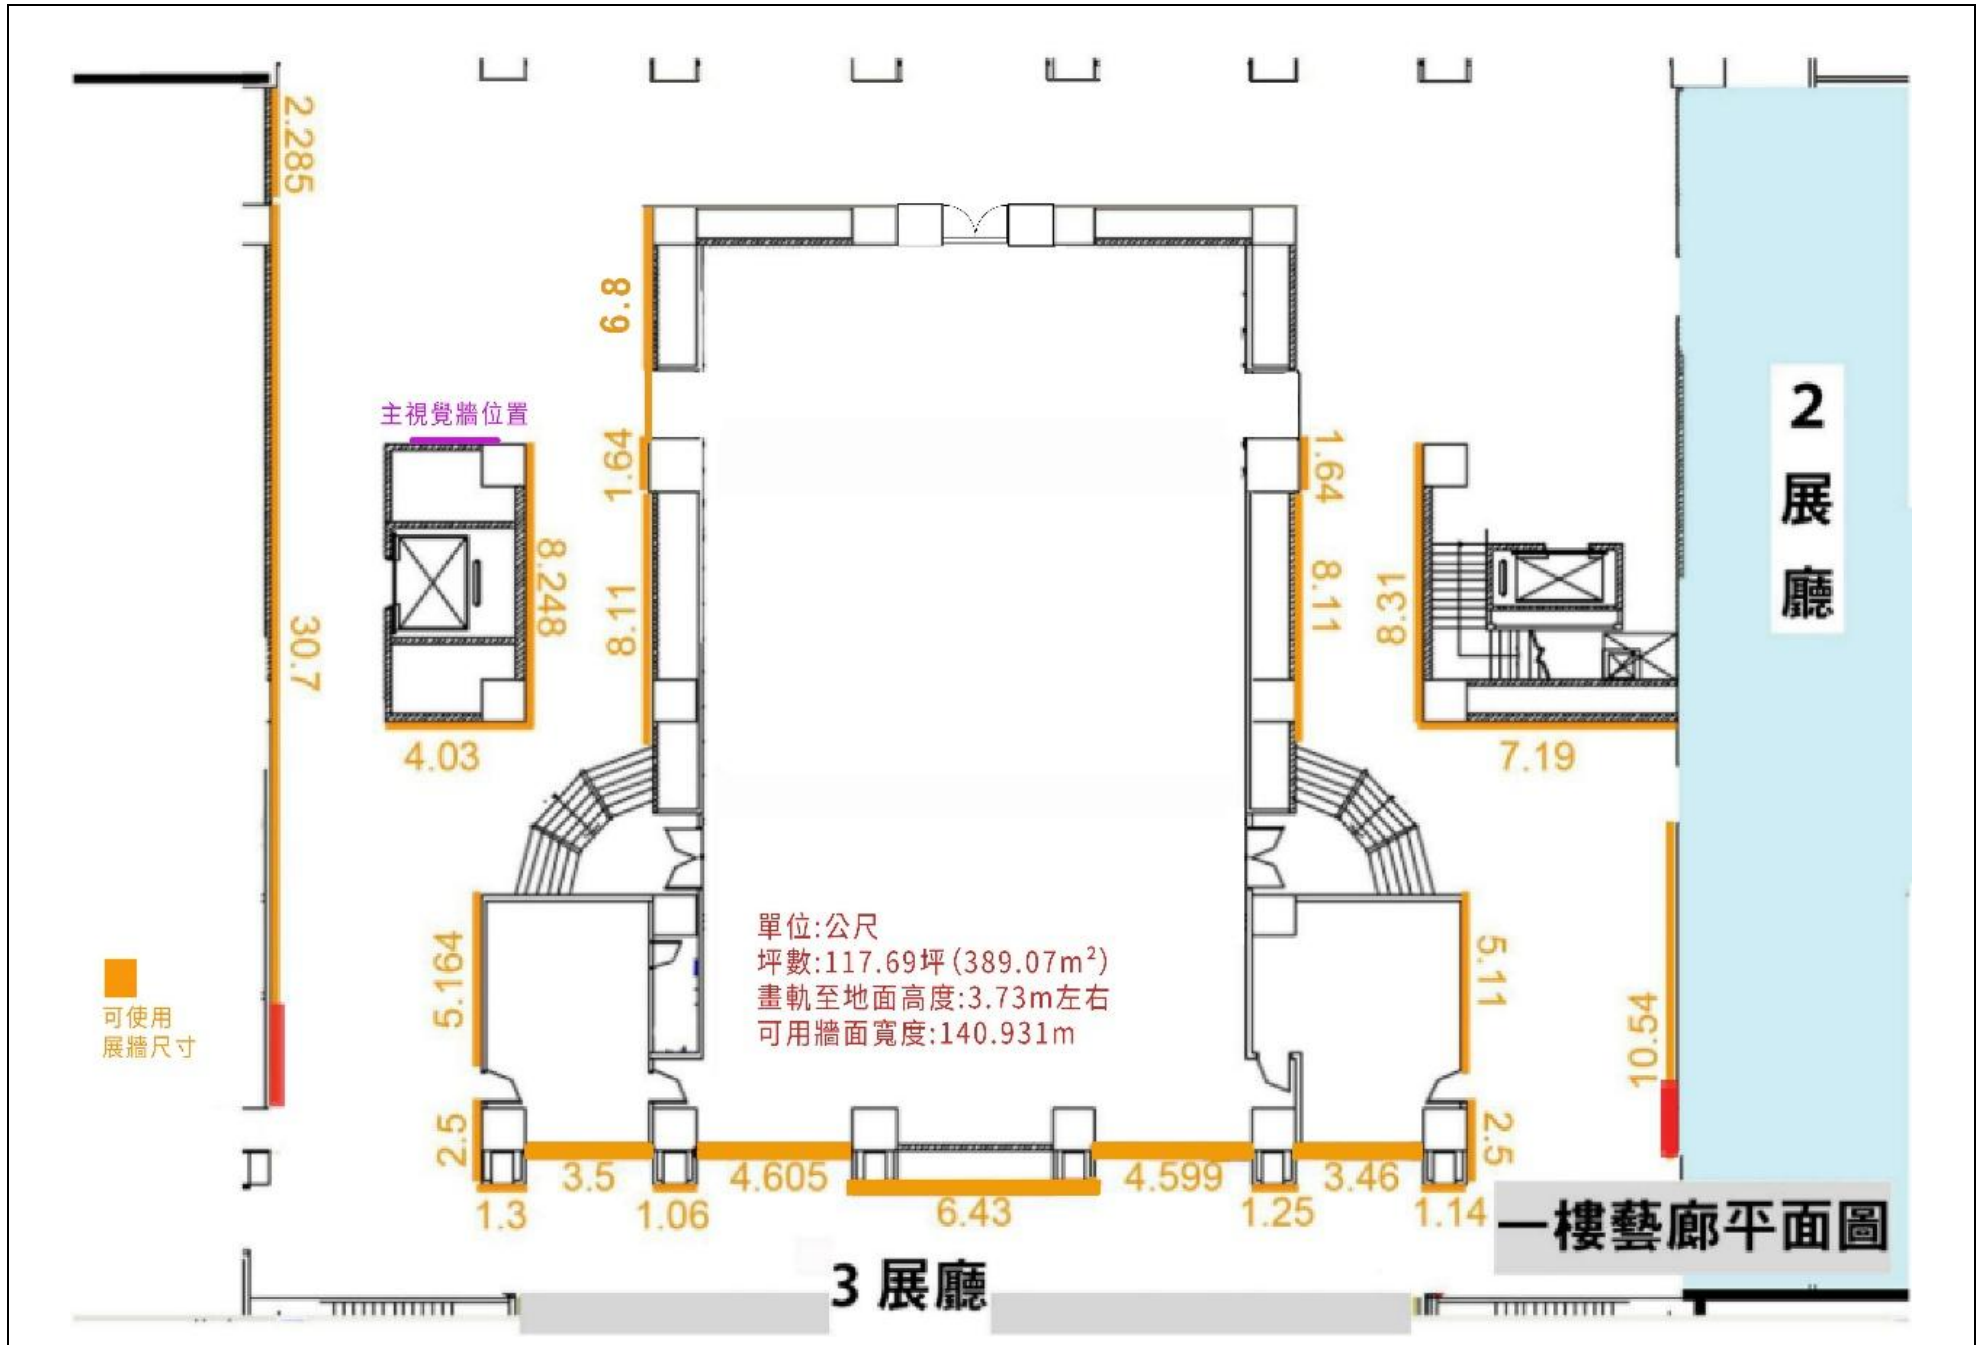 2.285
6.8
主視覺牆位置
1.64
1.64
2
展
廳
8.248
8.11
8.11
8.31
30.7
4.03
7.19
單位:公尺
坪數:117.69坪(389.07m²)
畫軌至地面高度:3.73m左右
可用牆面寬度:140.931m
5.164
5.11
可使用
展牆尺寸
10.54
2.5
2.5
3.5
4.605
4.599
3.46
1.3
1.06
6.43
1.25
1.14
一樓藝廊平面圖
3 展廳